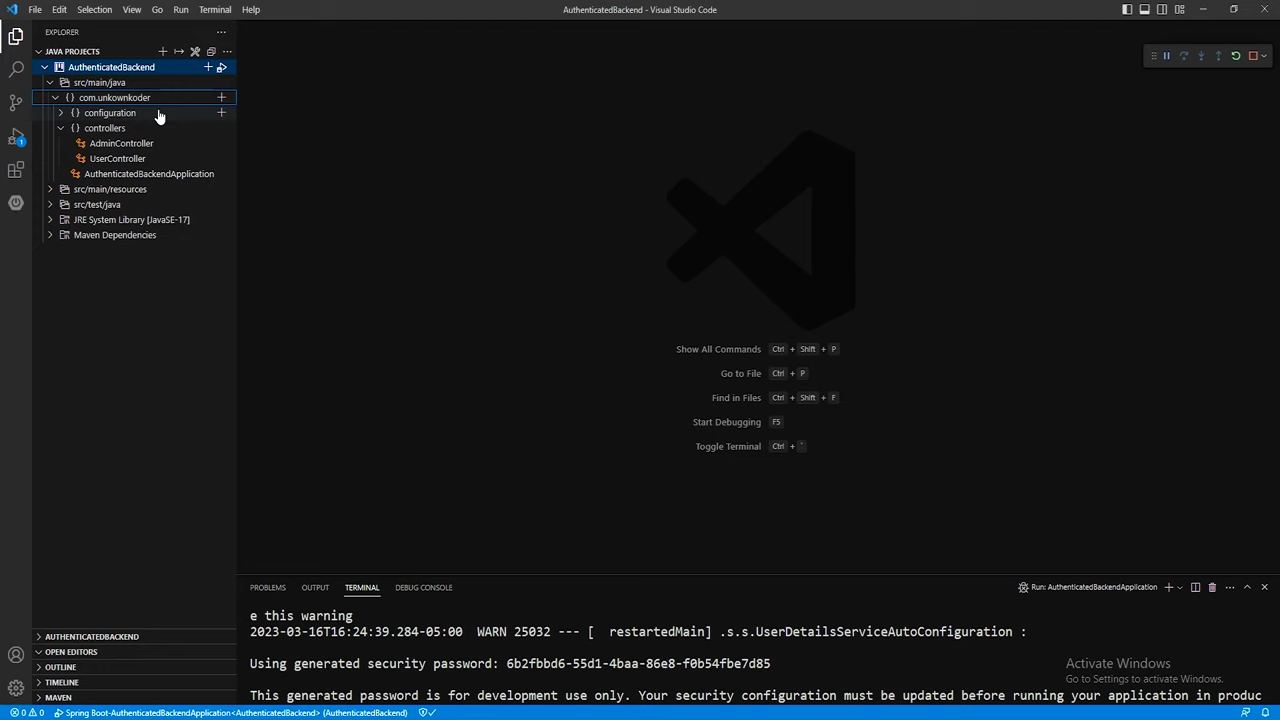 File Edit Selection View Go Run Terminal Help
AuthenticatedBackend - Visual Studio Code
EXPLORER
JAVA PROJECTS
AuthenticatedBackend
src/main/java
com.unkownkoder
configuration
controllers
AdminController
UserController
AuthenticatedBackendApplication
src/main/resources
src/test/java
JRE System Library [JavaSE-17]
Maven Dependencies
1
Show All Commands Ctrl + Shift + P
Go to File Ctrl + P
Find in Files Ctrl + Shift + F
Start Debugging F5
Toggle Terminal Ctrl + `
PROBLEMS OUTPUT TERMINAL DEBUG CONSOLE
Run: AuthenticatedBackendApplication
e this warning
2023-03-16T16:24:39.284-05:00 WARN 25032 --- [ restartedMain] .s.s.UserDetailsServiceAutoConfiguration :
Using generated security password: 6b2fbbd6-55d1-4baa-86e8-f0b54fbe7d85
This generated password is for development use only. Your security configuration must be updated before running your application in produc
Activate Windows
Go to Settings to activate Windows.
AUTHENTICATEDBACKEND
OPEN EDITORS
OUTLINE
TIMELINE
MAVEN
0 0 Spring Boot-AuthenticatedBackendApplication<AuthenticatedBackend> (AuthenticatedBackend)